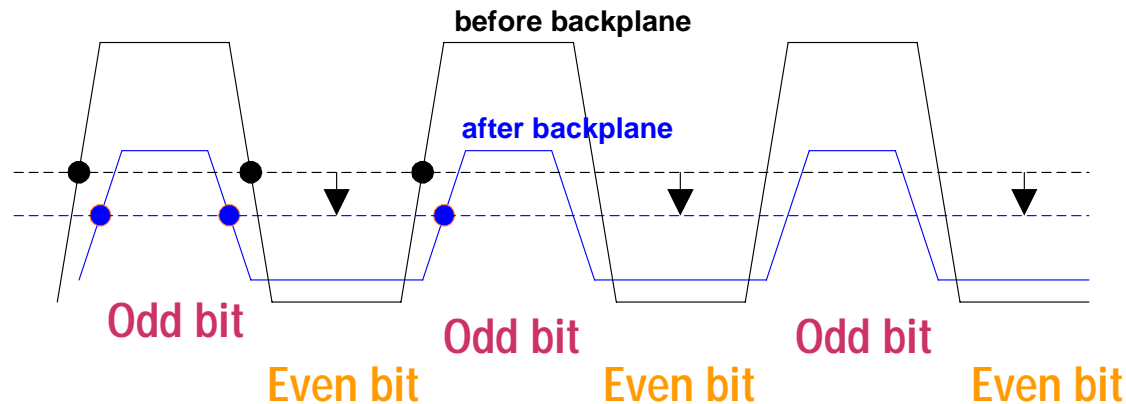 before backplane
after backplane
Odd bit
Odd bit
Odd bit
Even bit
Even bit
Even bit